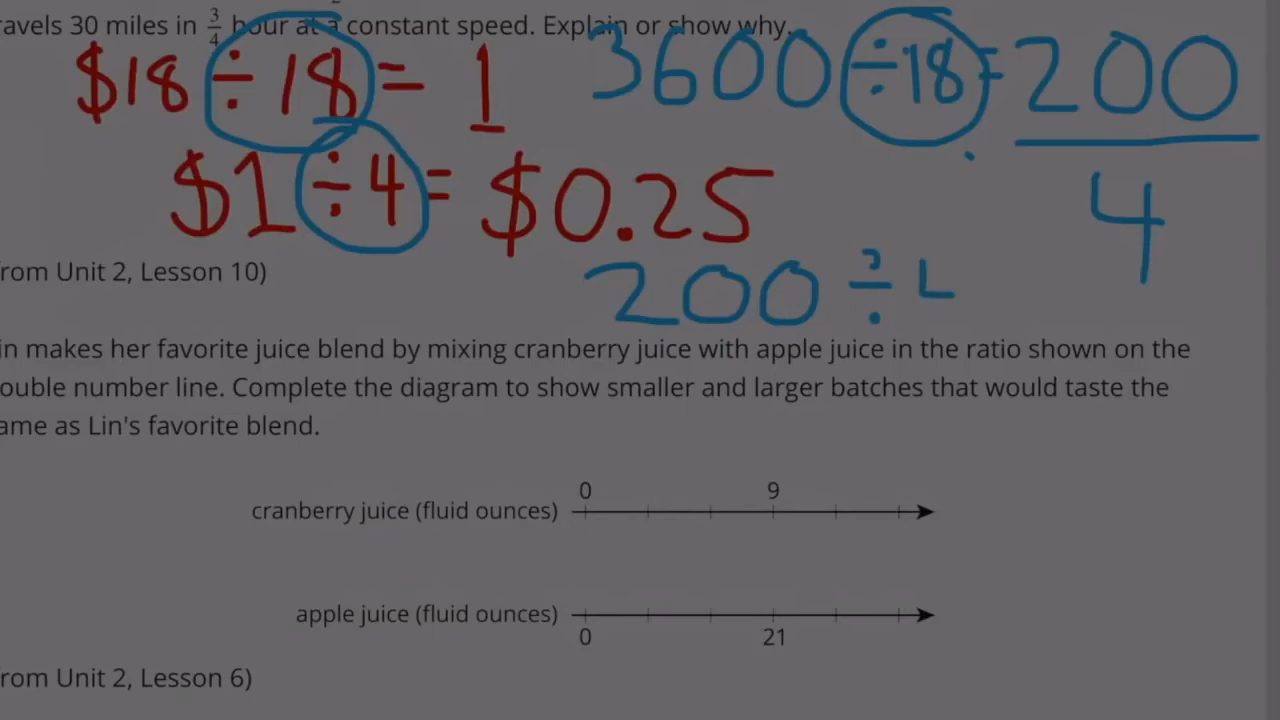 ravels 30 miles in 3/4 hour at a constant speed. Explain or show why.
$18 ÷ 18 = 1
3600 ÷ 18 = 200
4
$1 ÷ 4 = $0.25
200 ÷ 4
rom Unit 2, Lesson 10)
in makes her favorite juice blend by mixing cranberry juice with apple juice in the ratio shown on the
ouble number line. Complete the diagram to show smaller and larger batches that would taste the
ame as Lin's favorite blend.
0 9
cranberry juice (fluid ounces)
apple juice (fluid ounces)
0 21
rom Unit 2, Lesson 6)